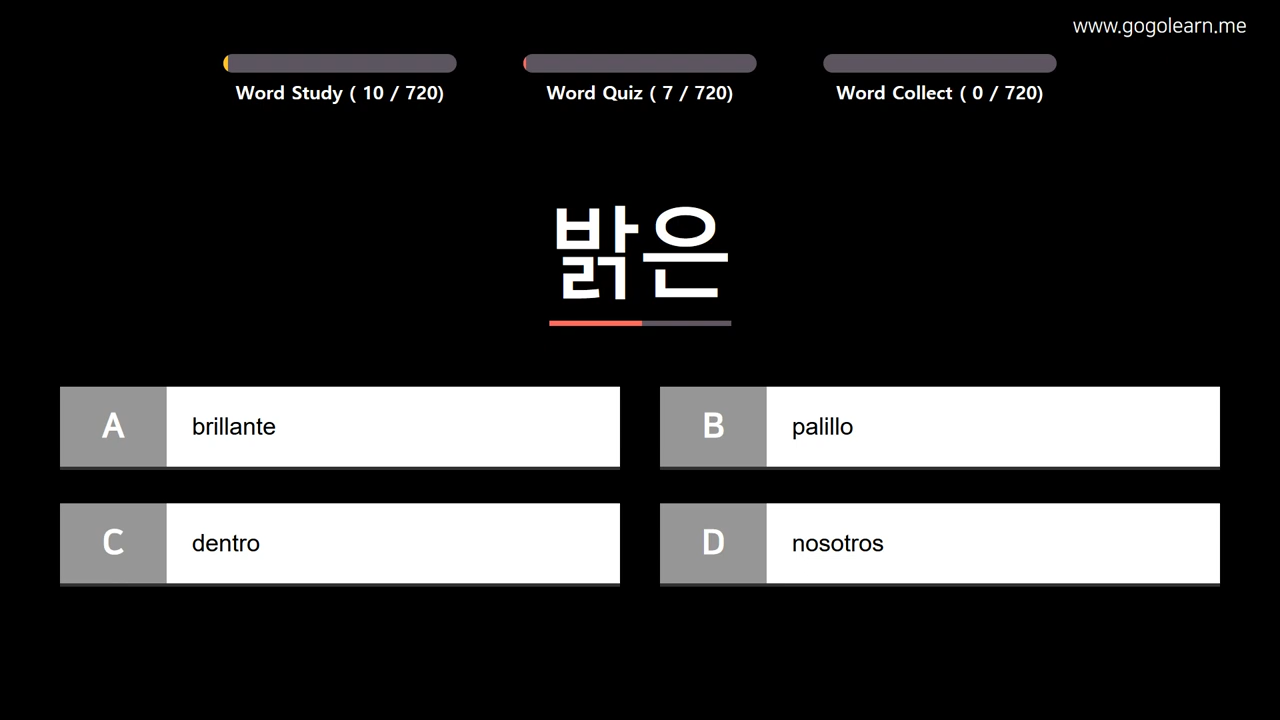 www.gogolearn.me
Word Study ( 10 / 720)
Word Quiz ( 7 / 720)
Word Collect ( 0 / 720)
밝은
A brillante
B palillo
C dentro
D nosotros